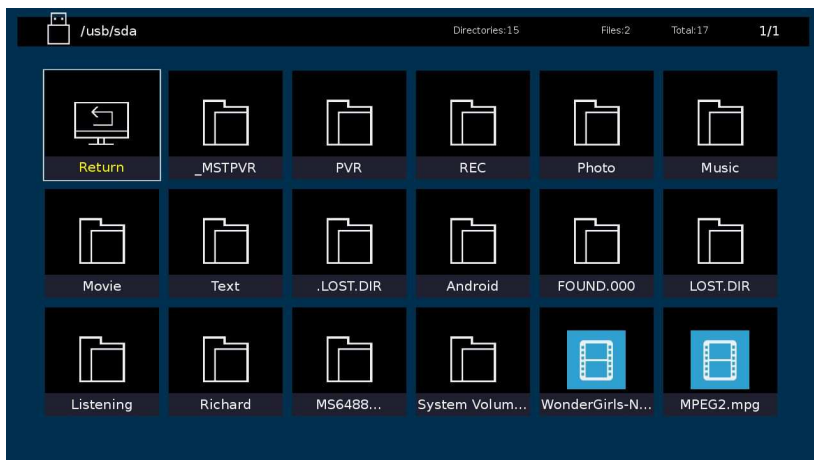 /usb/sda Directories:15 Files:2 Total:17 1/1
Return _MSTPVR PVR REC Photo Music
Movie Text .LOST.DIR Android FOUND.000 LOST.DIR
Listening Richard MS6488... System Volum... WonderGirls-N... MPEG2.mpg